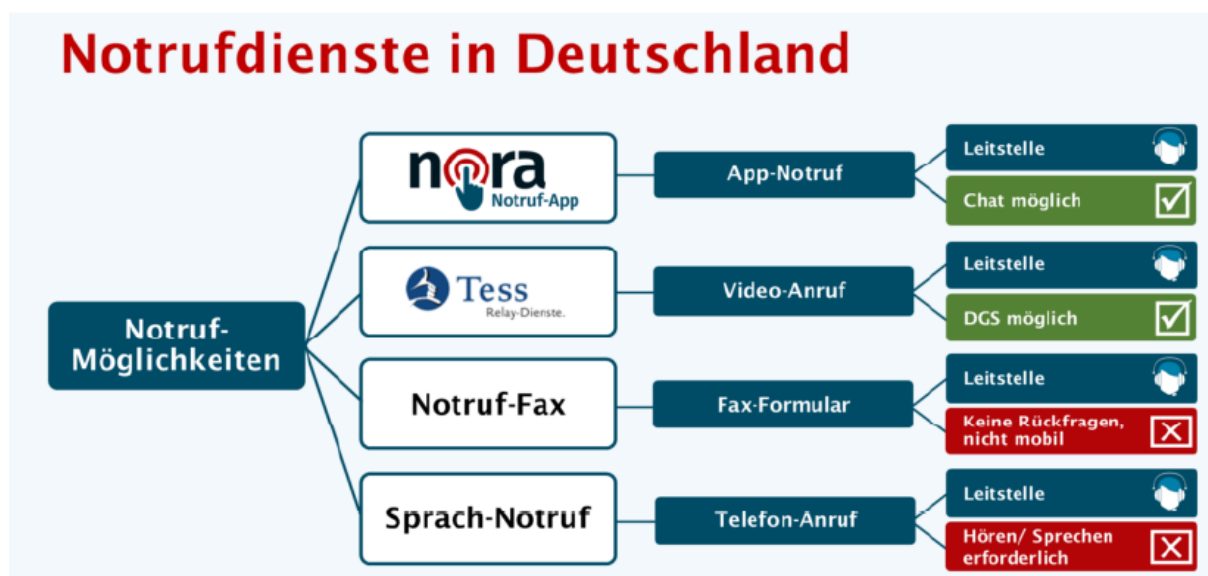 Notrufdienste in Deutschland
Notruf-
Möglichkeiten
nora
Notruf-App
App-Notruf
Leitstelle
Chat möglich
Tess
Relay-Dienste.
Video-Anruf
Leitstelle
DGS möglich
Notruf-Fax
Fax-Formular
Leitstelle
Keine Rückfragen,
nicht mobil
Sprach-Notruf
Telefon-Anruf
Leitstelle
Hören/ Sprechen
erforderlich